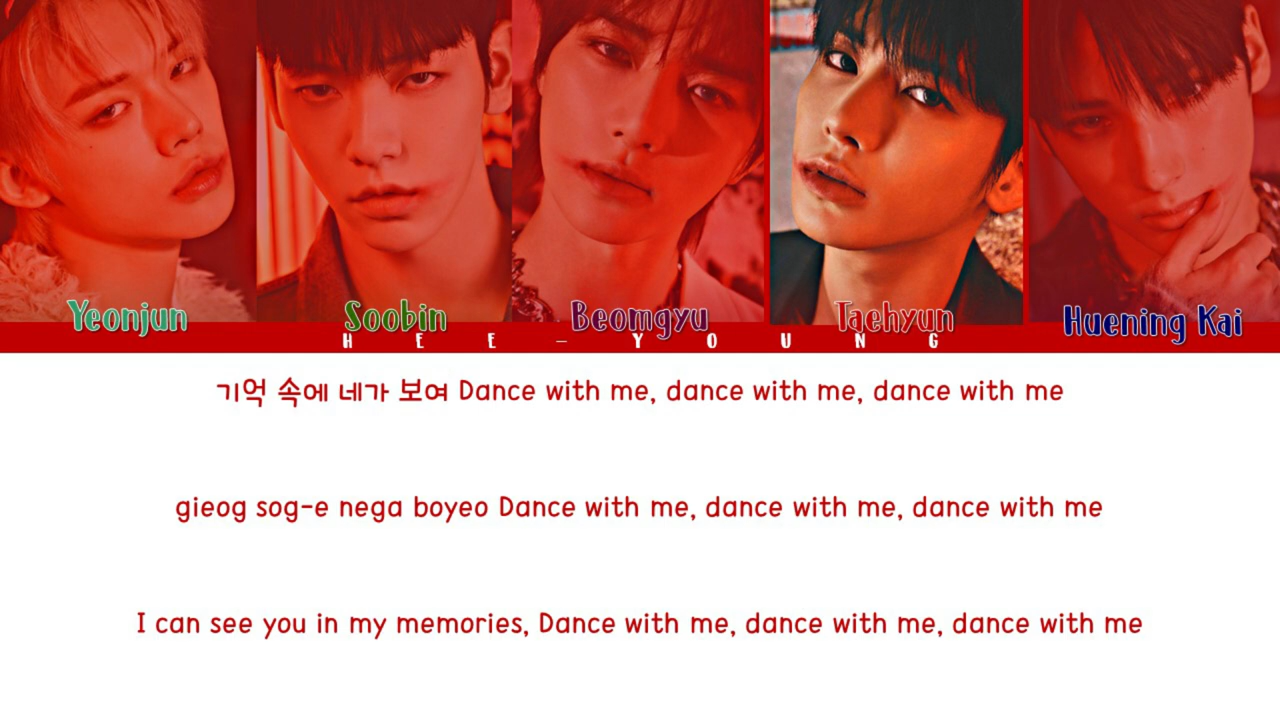 Yeonjun Soobin Beomgyu Taehyun Huening Kai
HEE-YOUNG
기억 속에 네가 보여 Dance with me, dance with me, dance with me
gieog sog-e nega boyeo Dance with me, dance with me, dance with me
I can see you in my memories, Dance with me, dance with me, dance with me